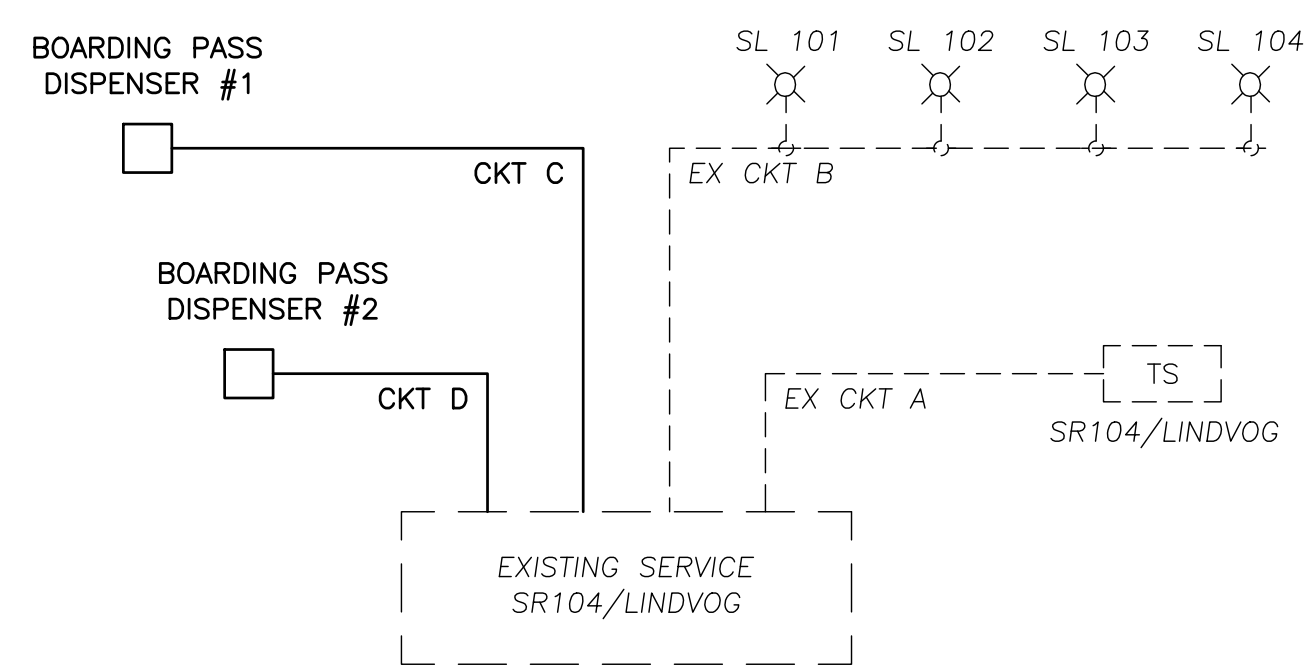 BOARDING PASS
DISPENSER #1
SL 101
SL 102
SL 103
SL 104
CKT C
EX CKT B
BOARDING PASS
DISPENSER #2
CKT D
EX CKT A
TS
SR104/LINDVOG
EXISTING SERVICE
SR104/LINDVOG